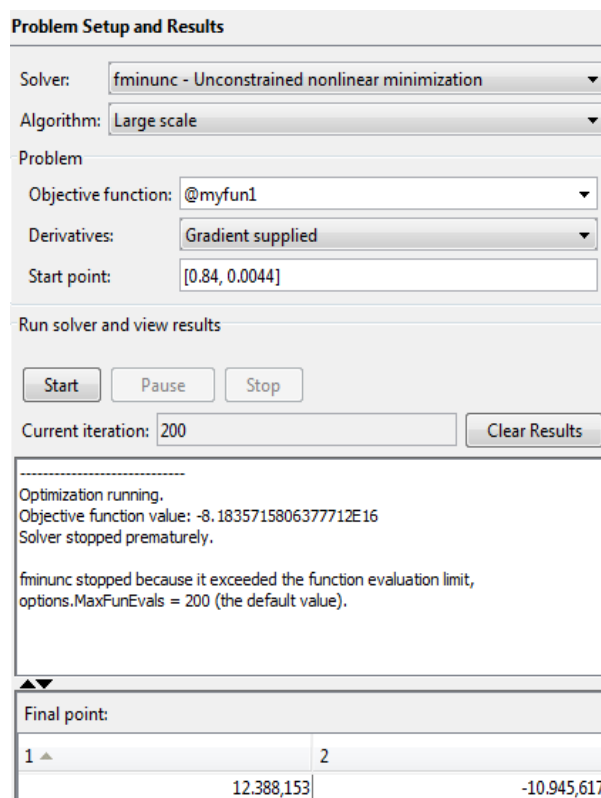 Problem Setup and Results
Solver: fminunc - Unconstrained nonlinear minimization
Algorithm: Large scale
Problem
Objective function: @myfun1
Derivatives: Gradient supplied
Start point: [0.84, 0.0044]
Run solver and view results
Start Pause Stop
Current iteration: 200 Clear Results
-----------------------------
Optimization running.
Objective function value: -8.1835715806377712E16
Solver stopped prematurely.
fminunc stopped because it exceeded the function evaluation limit,
options.MaxFunEvals = 200 (the default value).
Final point:
1 2
12.388,153 -10.945,617